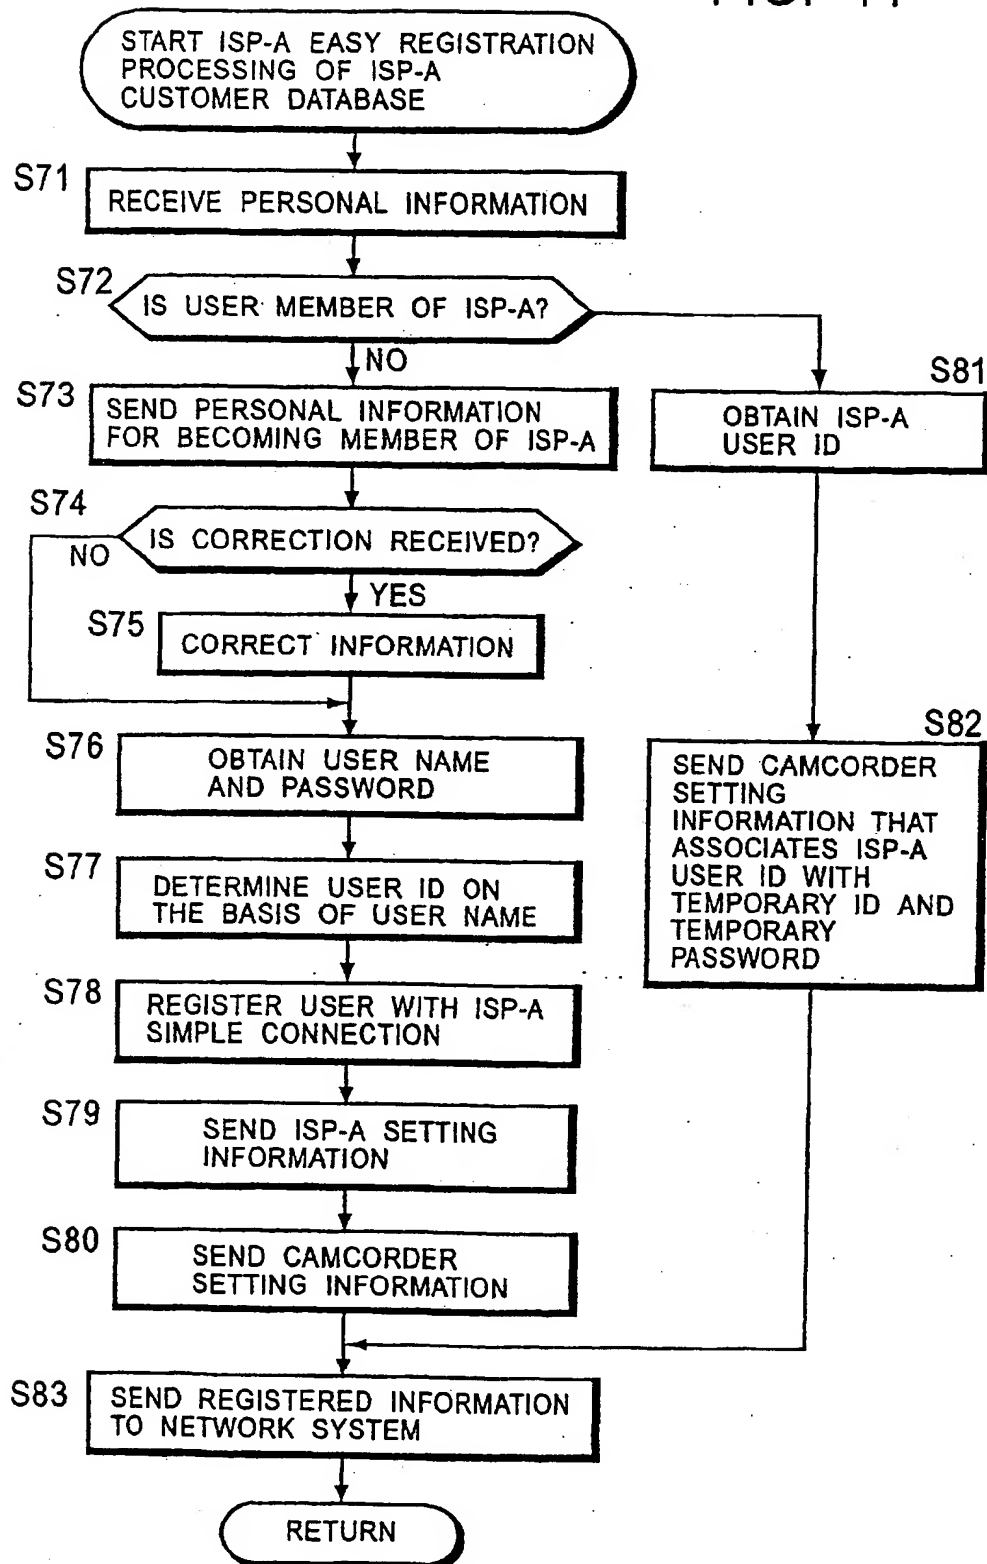 START ISP-A EASY REGISTRATION
PROCESSING OF ISP-A
CUSTOMER DATABASE
S71
RECEIVE PERSONAL INFORMATION
S72
IS USER MEMBER OF ISP-A?
NO
S73
SEND PERSONAL INFORMATION
FOR BECOMING MEMBER OF ISP-A
S81
OBTAIN ISP-A
USER ID
S74
IS CORRECTION RECEIVED?
NO
YES
S75
CORRECT INFORMATION
S76
OBTAIN USER NAME
AND PASSWORD
S82
SEND CAMCORDER
SETTING
INFORMATION THAT
ASSOCIATES ISP-A
USER ID WITH
TEMPORARY ID AND
TEMPORARY
PASSWORD
S77
DETERMINE USER ID ON
THE BASIS OF USER NAME
S78
REGISTER USER WITH ISP-A
SIMPLE CONNECTION
S79
SEND ISP-A SETTING
INFORMATION
S80
SEND CAMCORDER
SETTING INFORMATION
S83
SEND REGISTERED INFORMATION
TO NETWORK SYSTEM
RETURN